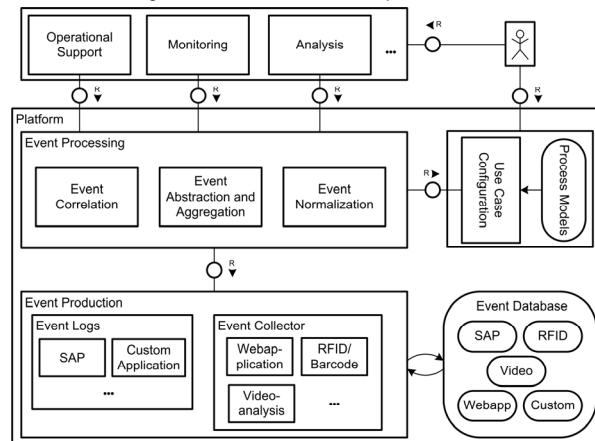 Operational
Support
Monitoring
Analysis
...
R
R
R
R
R
Platform
Event Processing
Event
Correlation
Event
Abstraction and
Aggregation
Event
Normalization
R
Use Case
Configuration
Process Models
R
Event Production
Event Logs
SAP
Custom
Application
...
Event Collector
Webap-
plication
RFID/
Barcode
Video-
analysis
...
Event Database
SAP
RFID
Video
Webapp
Custom